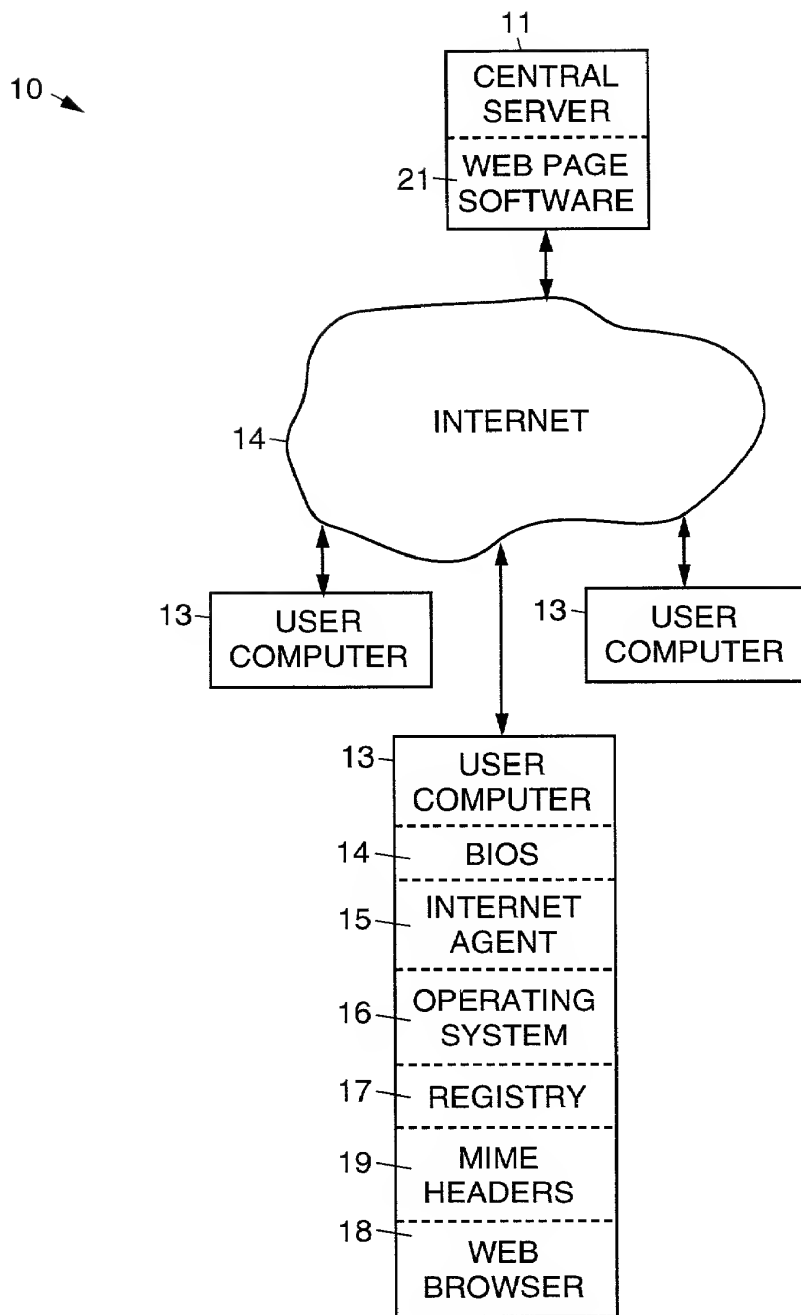 11
10
CENTRAL
SERVER
21
WEB PAGE
SOFTWARE
INTERNET
14
13
USER
COMPUTER
13
USER
COMPUTER
13
USER
COMPUTER
14
BIOS
15
INTERNET
AGENT
16
OPERATING
SYSTEM
17
REGISTRY
19
MIME
HEADERS
18
WEB
BROWSER